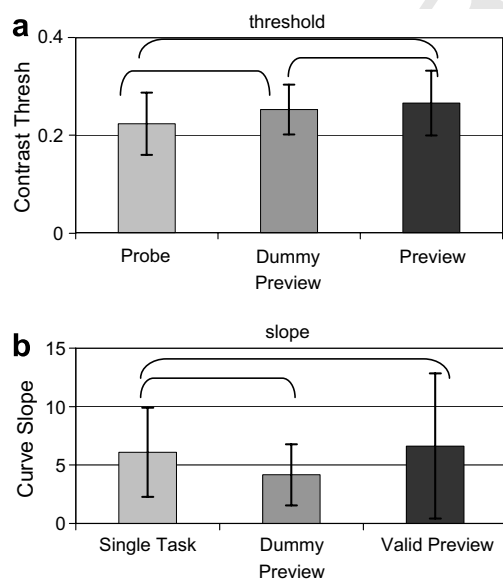 a
threshold
0.4
0.2
0
Contrast Thresh
Probe
Dummy
Preview
Preview
b
slope
15
10
5
0
Curve Slope
Single Task
Dummy
Preview
Valid Preview